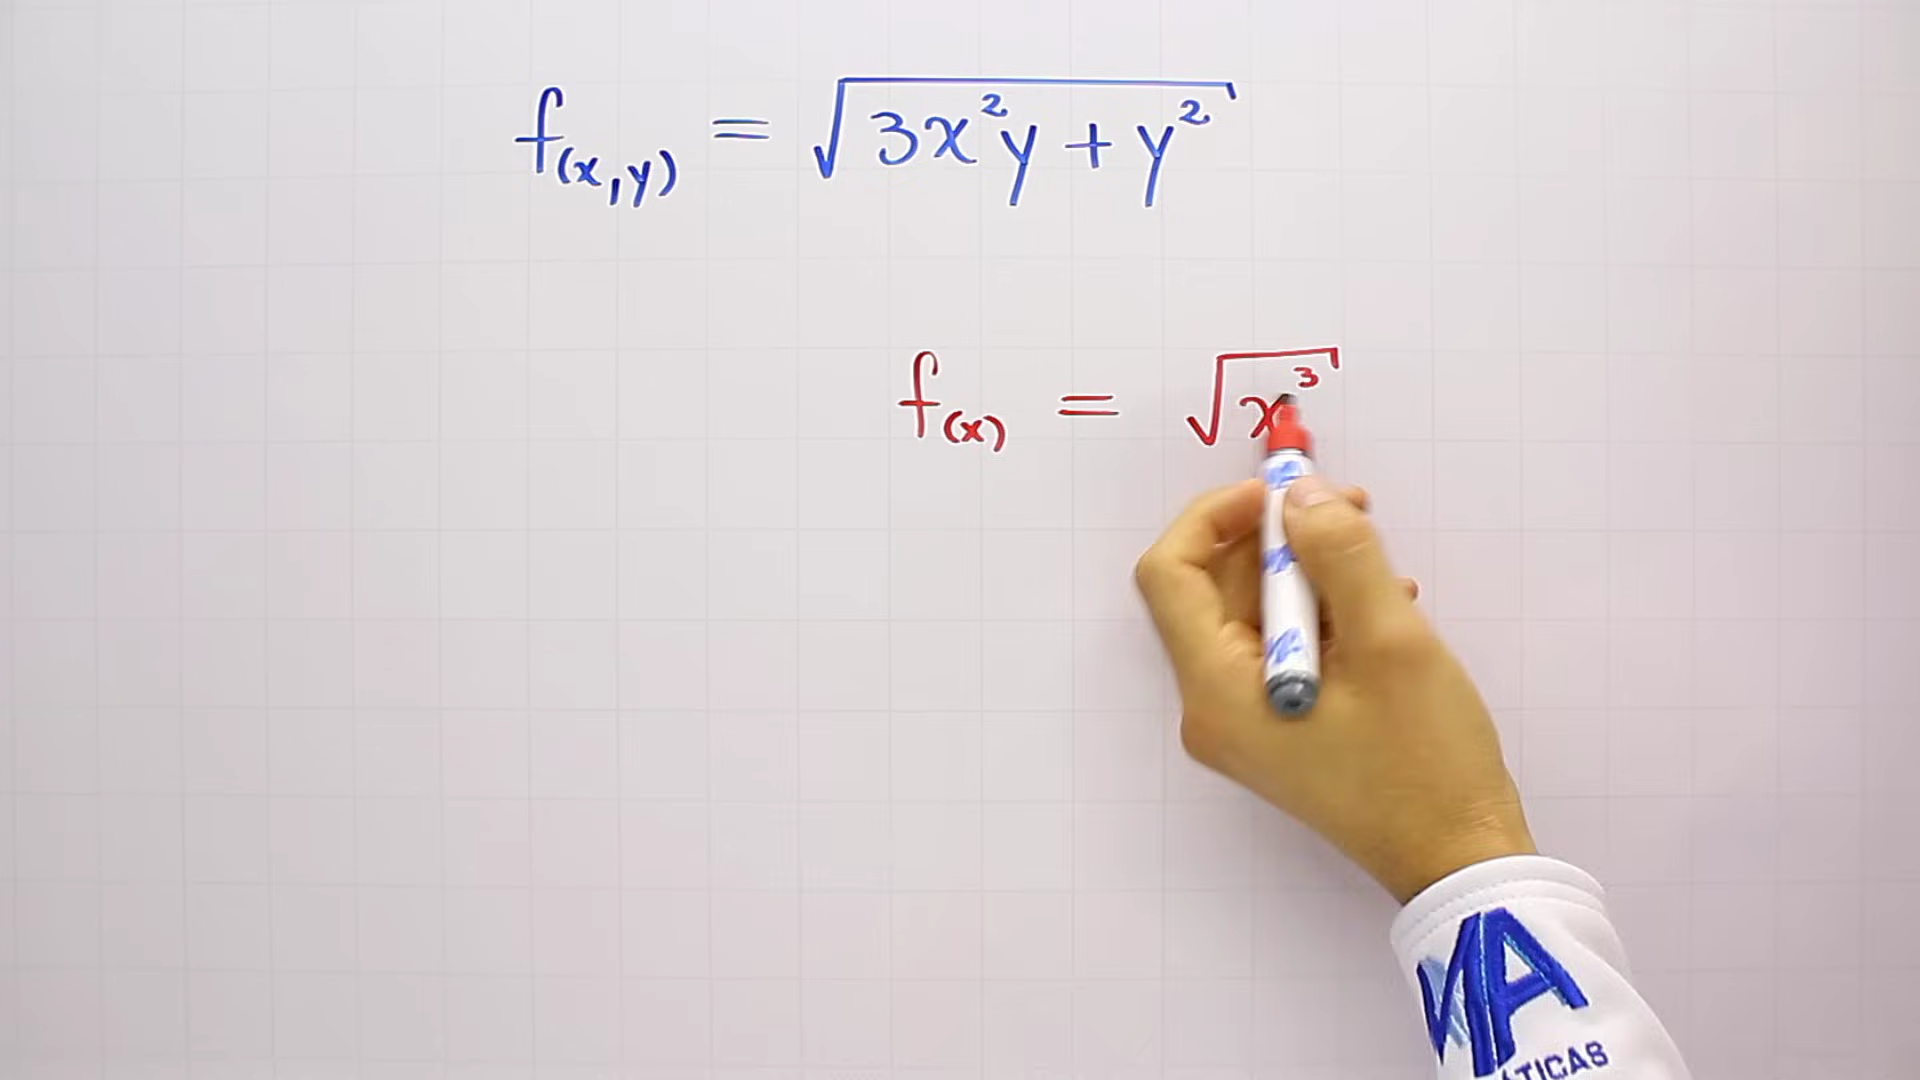 f(x,y) = √3x²y + y²
f(x) = √x³